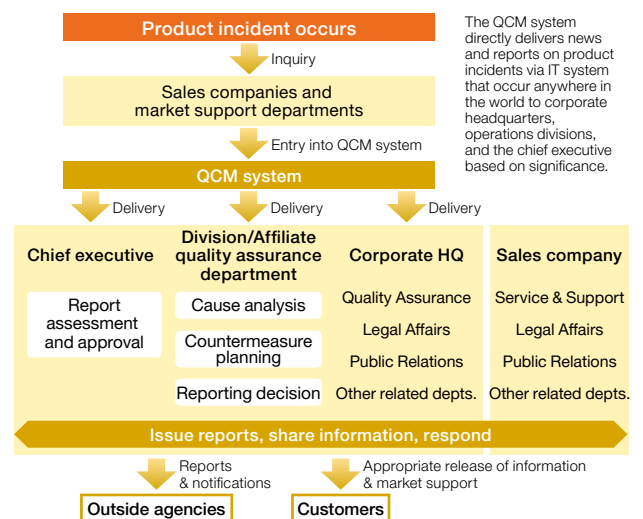 Product incident occurs
Inquiry
Sales companies and
market support departments
Entry into QCM system
QCM system
The QCM system
directly delivers news
and reports on product
incidents via IT system
that occur anywhere in
the world to corporate
headquarters,
operations divisions,
and the chief executive
based on significance.
Delivery
Delivery
Delivery
Chief executive
Report
assessment
and approval
Division/Affiliate
quality assurance
department
Cause analysis
Countermeasure
planning
Reporting decision
Corporate HQ
Quality Assurance
Legal Affairs
Public Relations
Other related depts.
Sales company
Service & Support
Legal Affairs
Public Relations
Other related depts.
Issue reports, share information, respond
Reports
& notifications
Appropriate release of information
& market support
Outside agencies
Customers